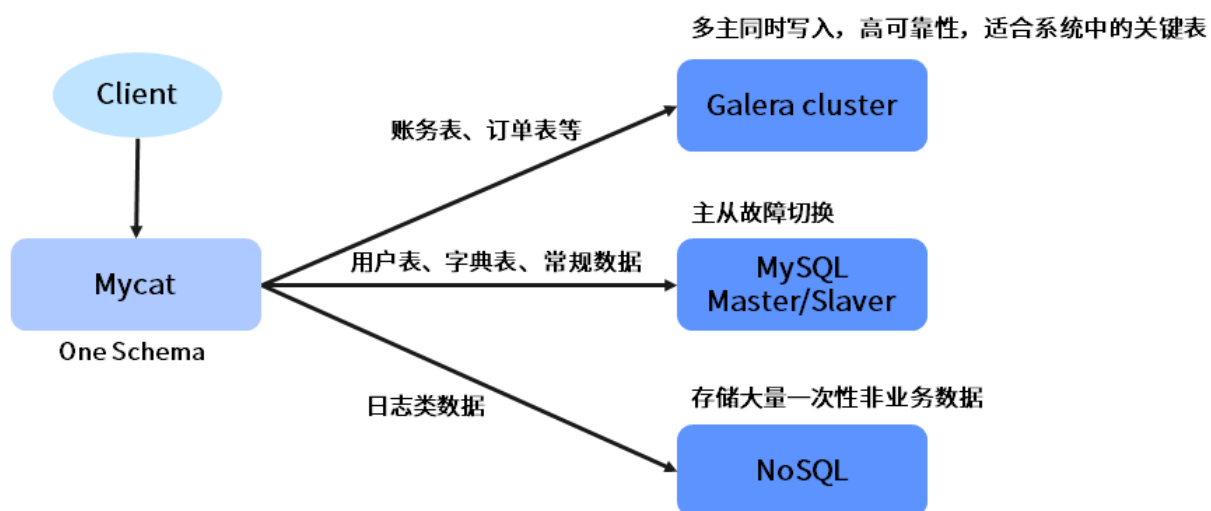 多主同时写入，高可靠性，适合系统中的关键表
Client
Galera cluster
账务表、订单表等
主从故障切换
用户表、字典表、常规数据
Mycat
MySQL
Master/Slaver
One Schema
日志类数据
存储大量一次性非业务数据
NoSQL